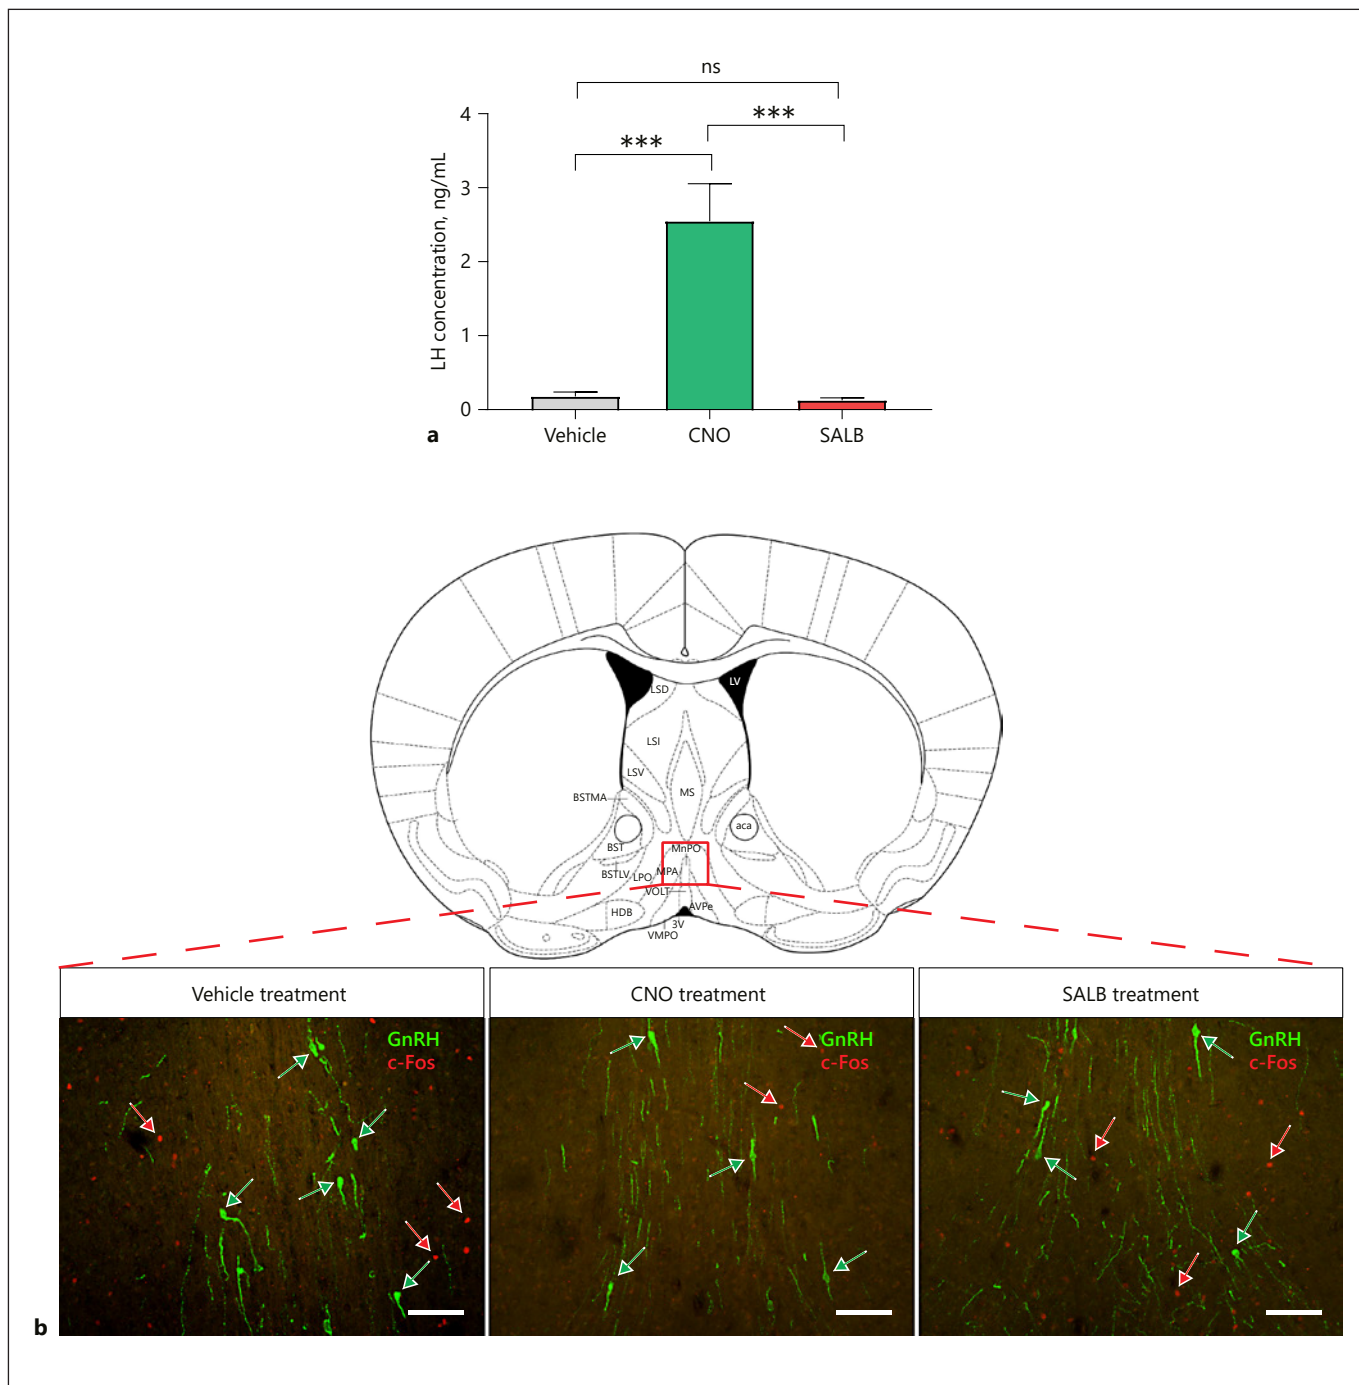 ns
***
***
LH concentration, ng/mL
4
3
2
1
0
Vehicle
CNO
SALB
a
LSD
LV
LSI
LSV
MS
BSTMA
aca
BST
MnPO
BSTLV
LPO
MPA
VOLT
HDB
AVPe
3V
VMPO
Vehicle treatment
CNO treatment
SALB treatment
GnRH
c-Fos
GnRH
c-Fos
GnRH
c-Fos
b